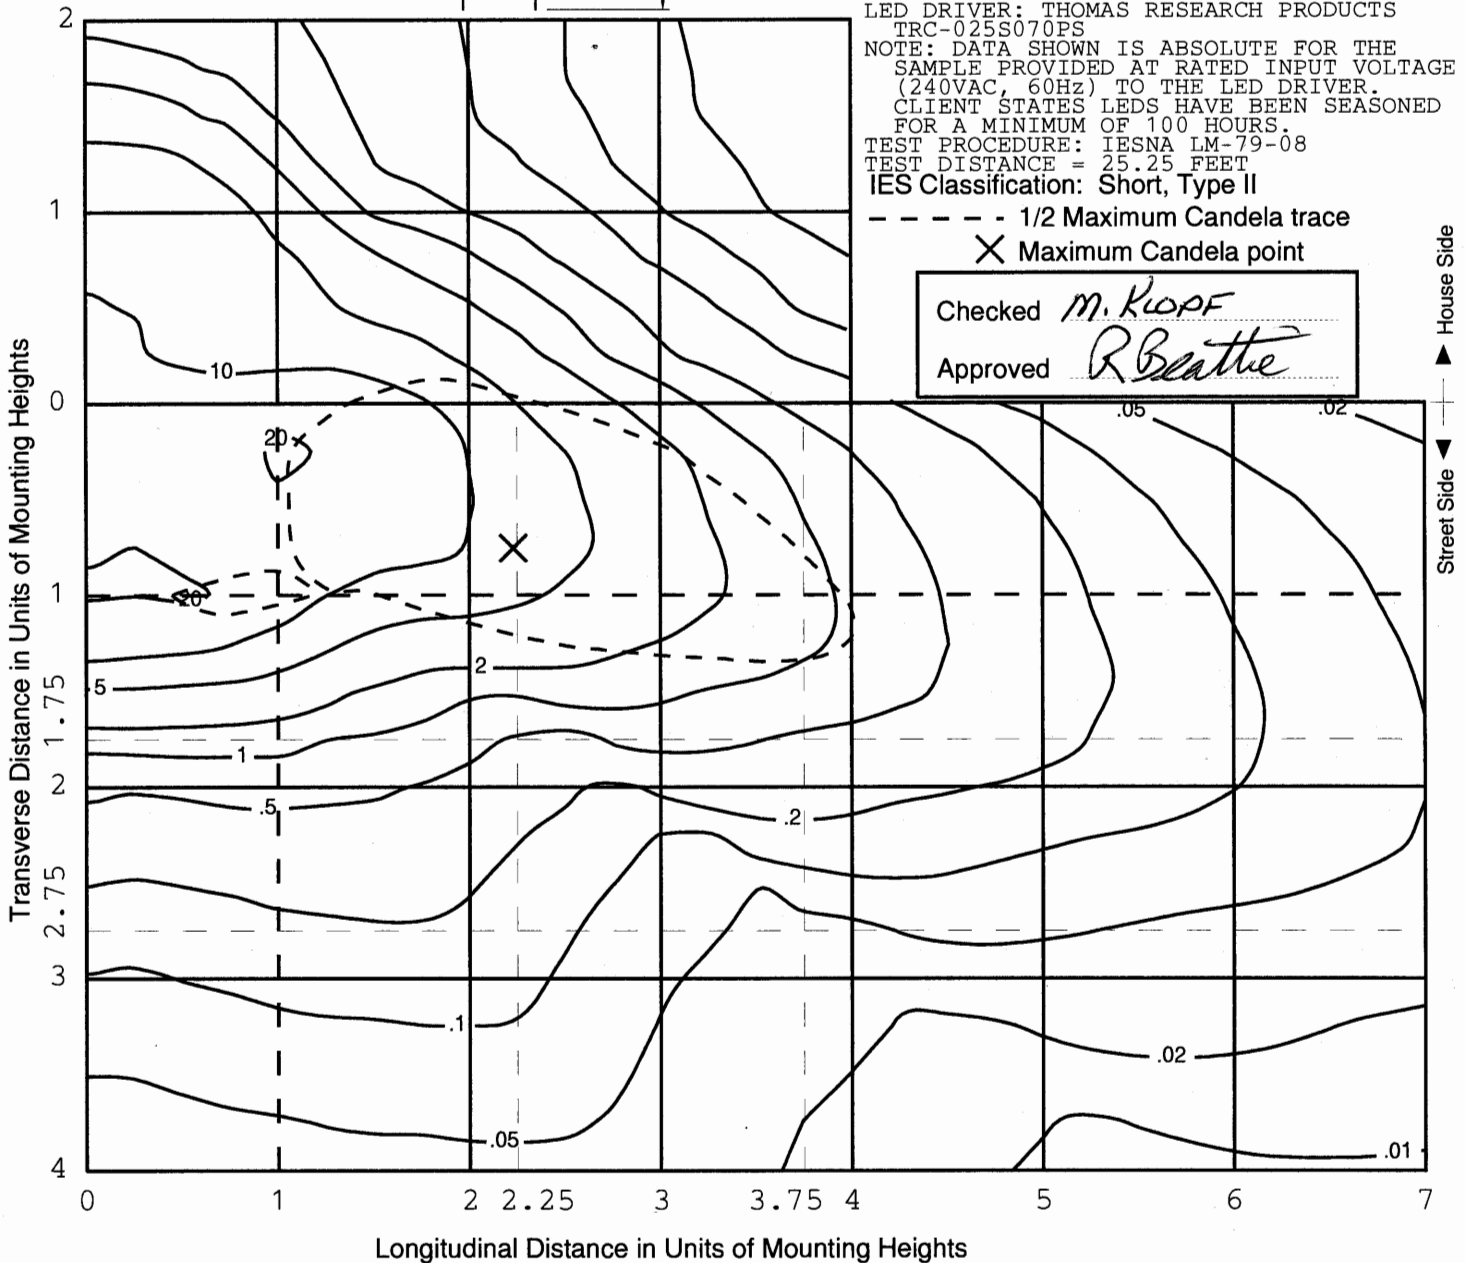 LED DRIVER: THOMAS RESEARCH PRODUCTS
TRC-025S070PS
NOTE: DATA SHOWN IS ABSOLUTE FOR THE
SAMPLE PROVIDED AT RATED INPUT VOLTAGE
(240VAC, 60Hz) TO THE LED DRIVER.
CLIENT STATES LEDS HAVE BEEN SEASONED
FOR A MINIMUM OF 100 HOURS.
TEST PROCEDURE: IESNA LM-79-08
TEST DISTANCE = 25.25 FEET
IES Classification: Short, Type II
1/2 Maximum Candela trace
Maximum Candela point
Checked M. Klopf
Approved R Beattie
House Side
Street Side
Transverse Distance in Units of Mounting Heights
2
1
0
1
1.75
2
2.75
3
4
10
20
20
5
2
1
.5
.2
.1
.05
.02
.01
.05
.02
0 1 2 2.25 3 3.75 4 5 6 7
Longitudinal Distance in Units of Mounting Heights